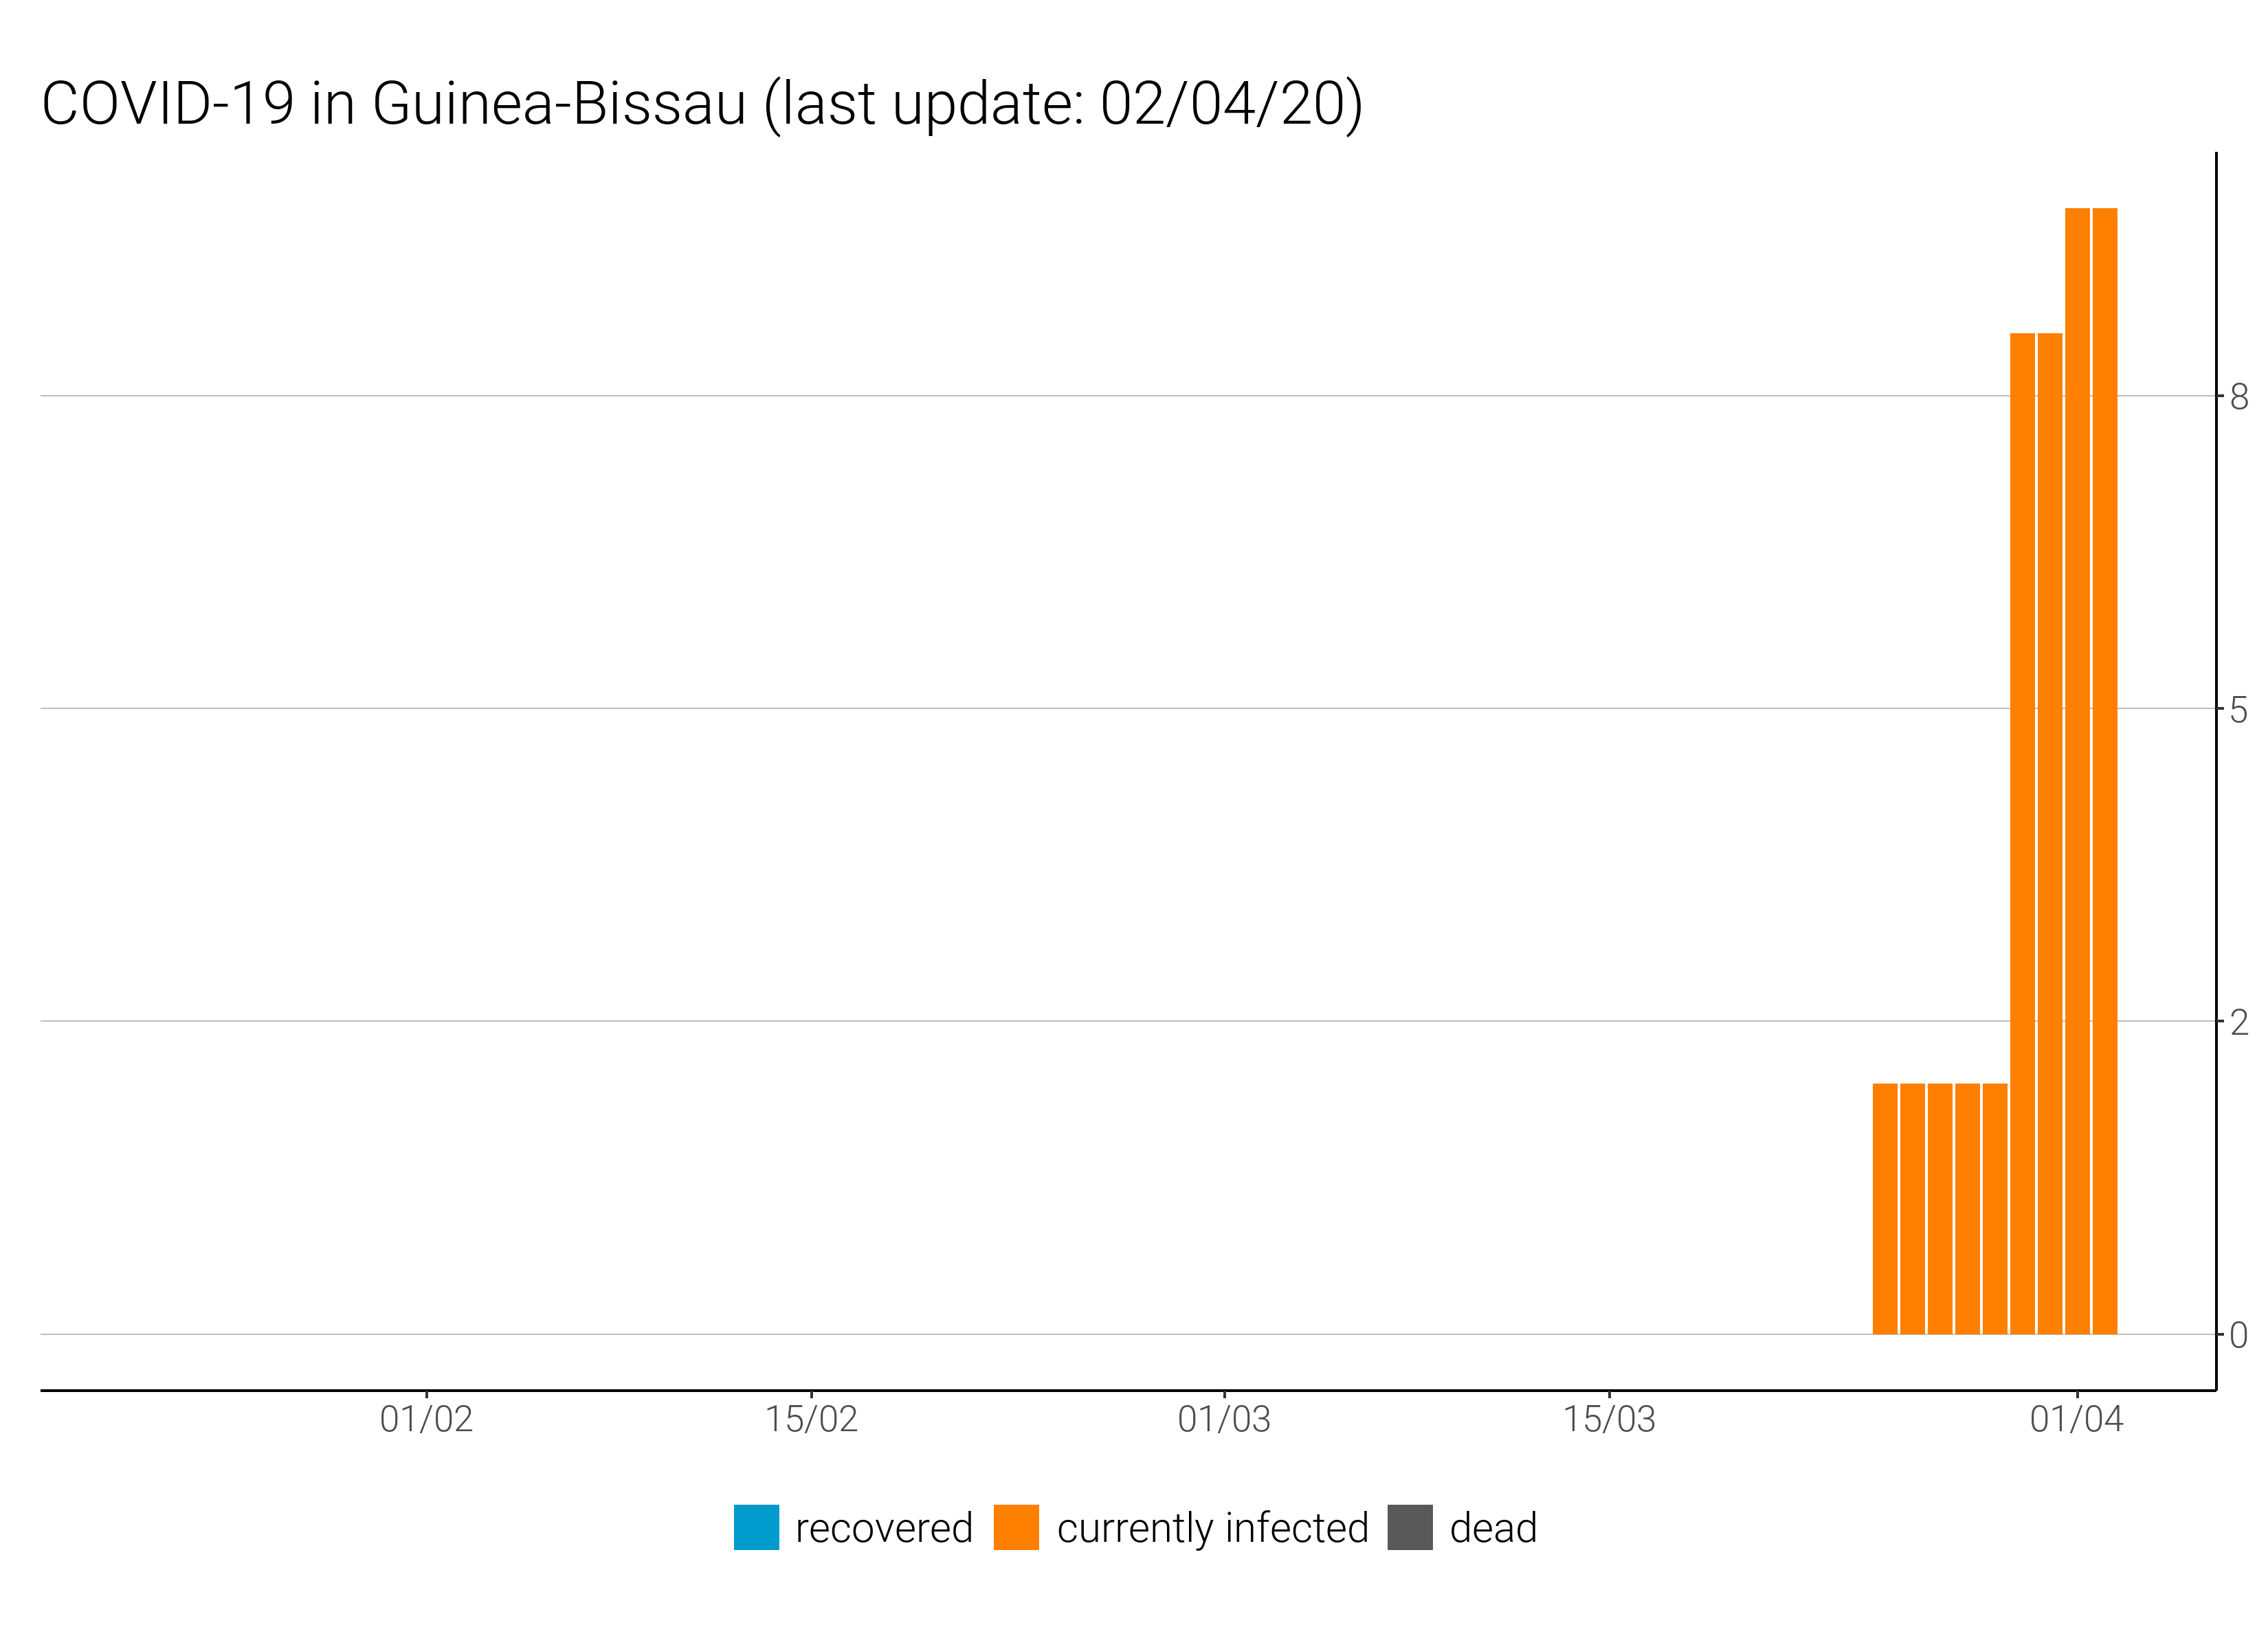 COVID-19 in Guinea-Bissau (last update: 02/04/20)
8
5
2
0
01/02 15/02 01/03 15/03 01/04
recovered currently infected dead